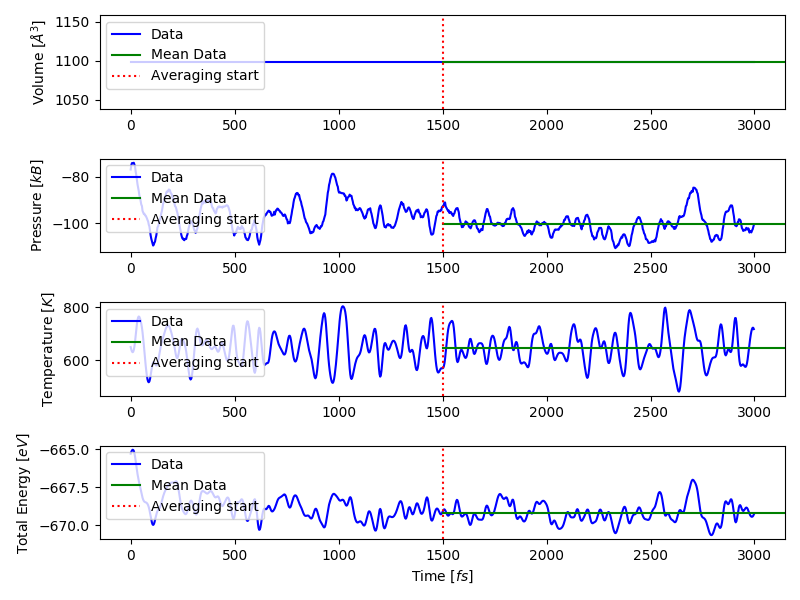 Volume [Å³]
1150
1100
1050
Data
Mean Data
Averaging start
0 500 1000 1500 2000 2500 3000
Pressure [kB]
−80
−100
Data
Mean Data
Averaging start
0 500 1000 1500 2000 2500 3000
Temperature [K]
800
600
Data
Mean Data
Averaging start
0 500 1000 1500 2000 2500 3000
Total Energy [eV]
−665.0
−667.5
−670.0
Data
Mean Data
Averaging start
0 500 1000 1500 2000 2500 3000
Time [fs]